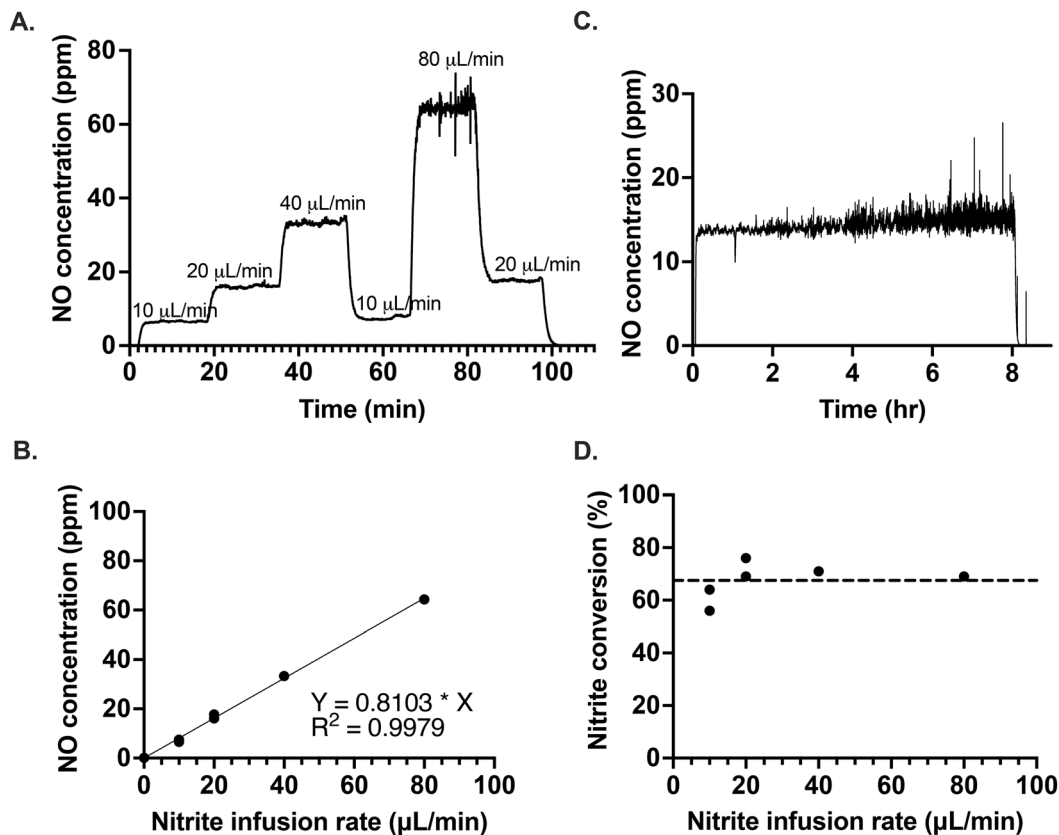 A.
NO concentration (ppm)
80
60
40
20
0
10 µL/min
20 µL/min
40 µL/min
10 µL/min
80 µL/min
20 µL/min
0 20 40 60 80 100
Time (min)
C.
NO concentration (ppm)
30
20
10
0
0 2 4 6 8
Time (hr)
B.
NO concentration (ppm)
100
80
60
40
20
0
Y = 0.8103 * X
R² = 0.9979
0 20 40 60 80 100
Nitrite infusion rate (µL/min)
D.
Nitrite conversion (%)
100
80
60
40
20
0
0 20 40 60 80 100
Nitrite infusion rate (µL/min)